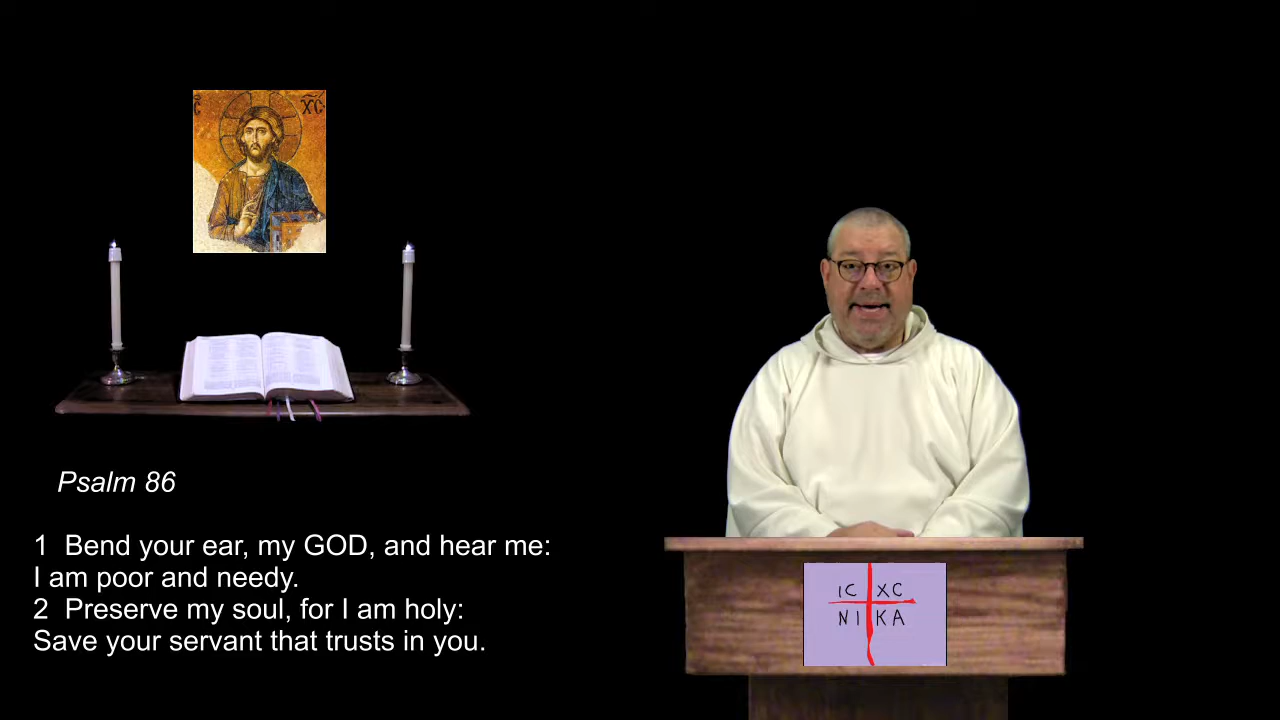 C XC
Psalm 86
1 Bend your ear, my GOD, and hear me:
I am poor and needy.
2 Preserve my soul, for I am holy:
Save your servant that trusts in you.
IC XC
NI KA